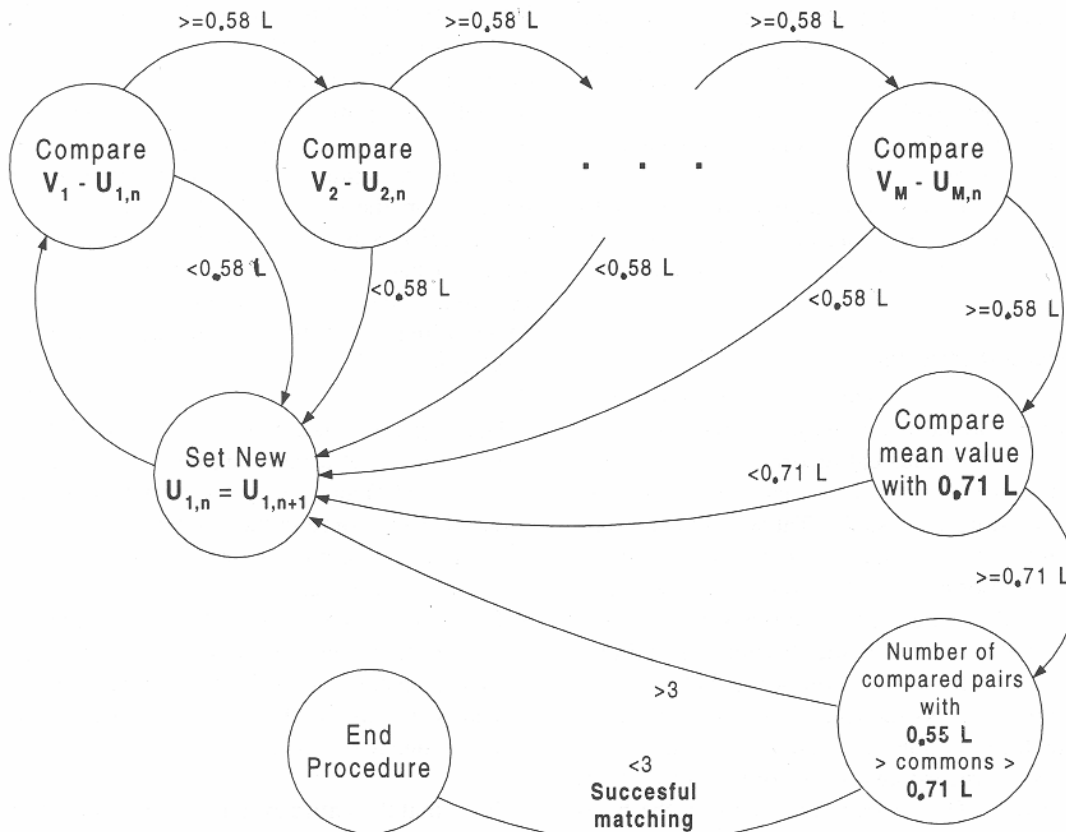 >=0.58 L
>=0.58 L
>=0.58 L
Compare
V1 - U1,n
Compare
V2 - U2,n
. . .
Compare
VM - UM,n
<0.58 L
<0.58 L
<0.58 L
<0.58 L
>=0.58 L
Set New
U1,n = U1,n+1
Compare
mean value
with 0.71 L
<0.71 L
>=0.71 L
Number of
compared pairs
with
0.55 L
> commons >
0.71 L
>3
End
Procedure
<3
Succesful
matching